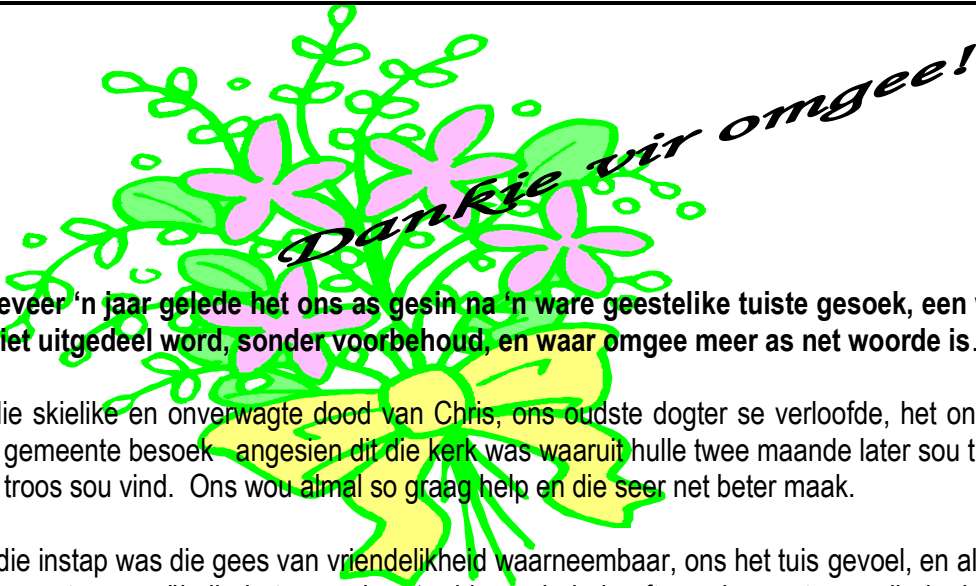 Dankie vir omgee!
eveer ‘n jaar gelede het ons as gesin na ‘n ware geestelike tuiste gesoek, een
iet uitgedeel word, sonder voorbehoud, en waar omgee meer as net woorde is.
lie skielike en onverwagte dood van Chris, ons oudste dogter se verloofde, het on
gemeente besoek angesien dit die kerk was waaruit hulle twee maande later sou t
troos sou vind. Ons wou almal so graag help en die seer net beter maak.
die instap was die gees van vriendelikheid waarneembaar, ons het tuis gevoel, en al